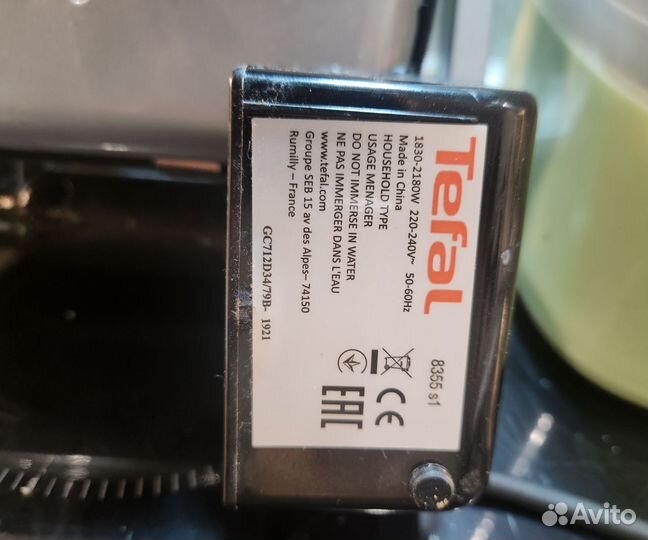 Tefal
8355 s1
1830-2180W 220-240V~ 50-60Hz
Made in China
HOUSEHOLD TYPE
USAGE MENAGER
DO NOT IMMERSE IN WATER
NE PAS IMMERGER DANS L'EAU
www.tefal.com
Groupe SEB 15 av des Alpes– 74150
Rumilly – France
GC712D34/79B- 1921
CE
EAC
Avito